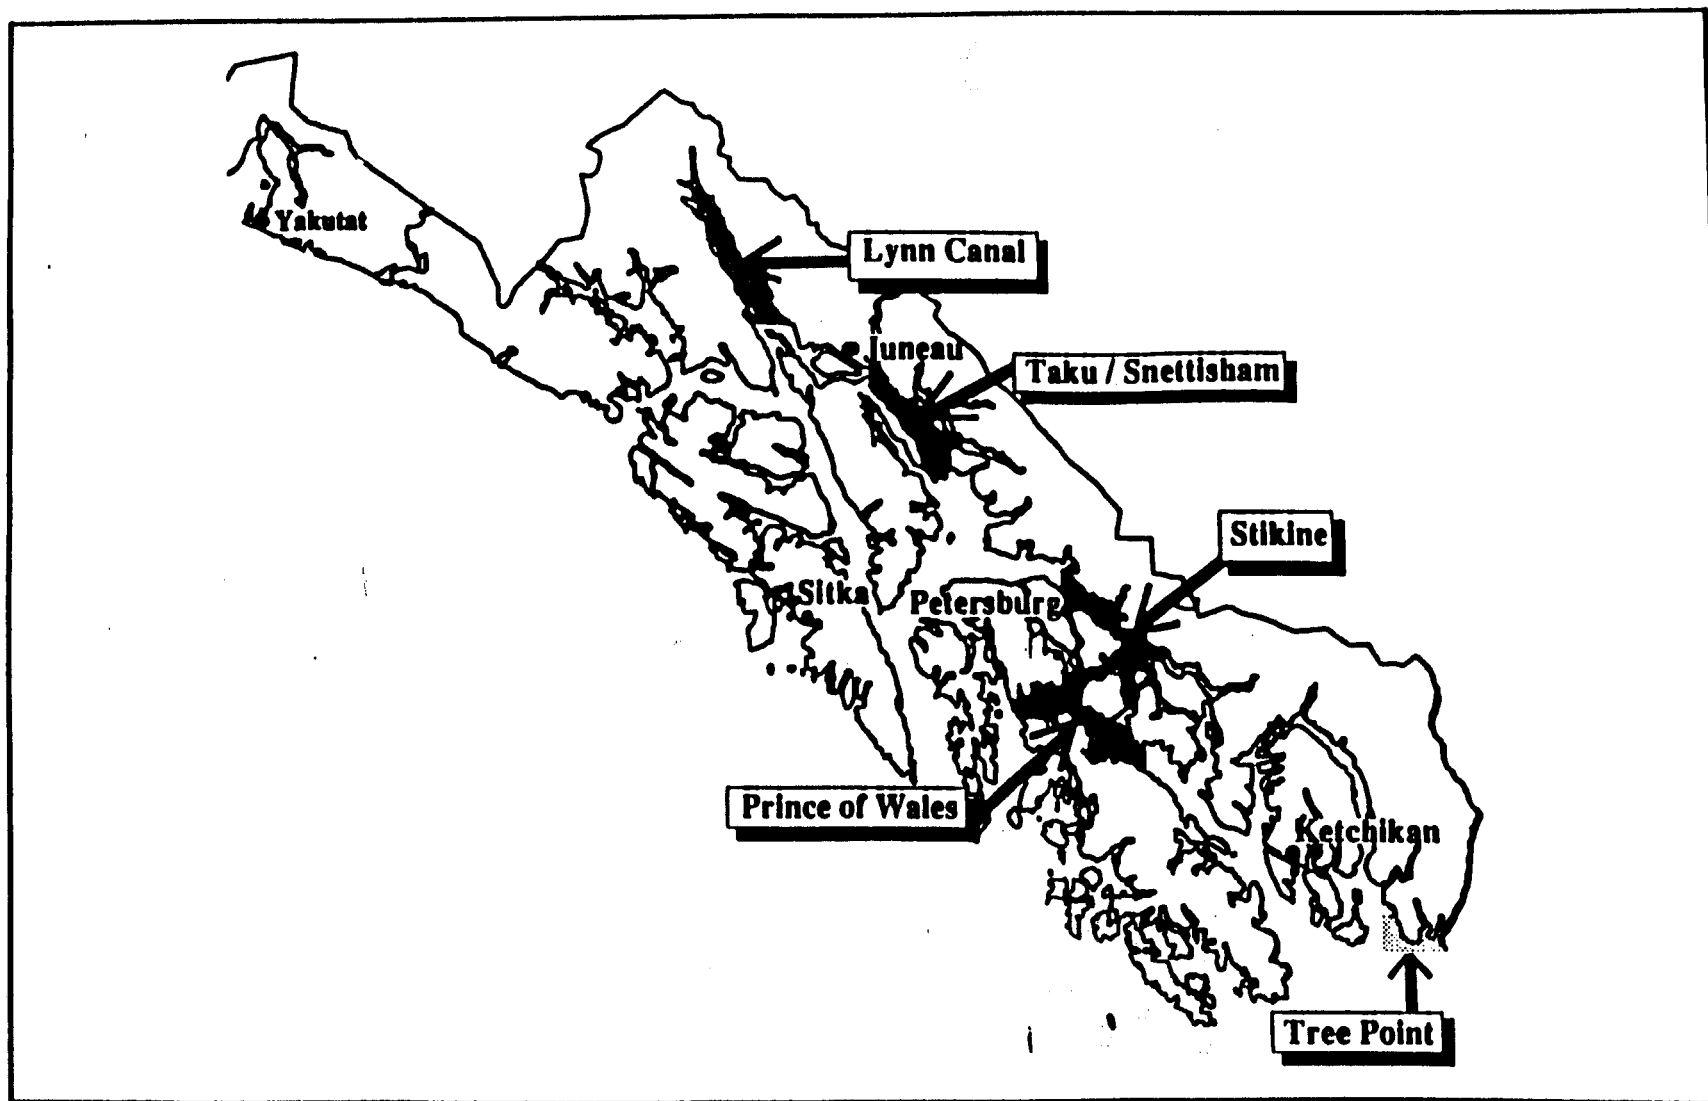 Yakutat
Lynn Canal
Juneau
Taku / Snettisham
Stikine
Sitka
Petersburg
Prince of Wales
Ketchikan
Tree Point